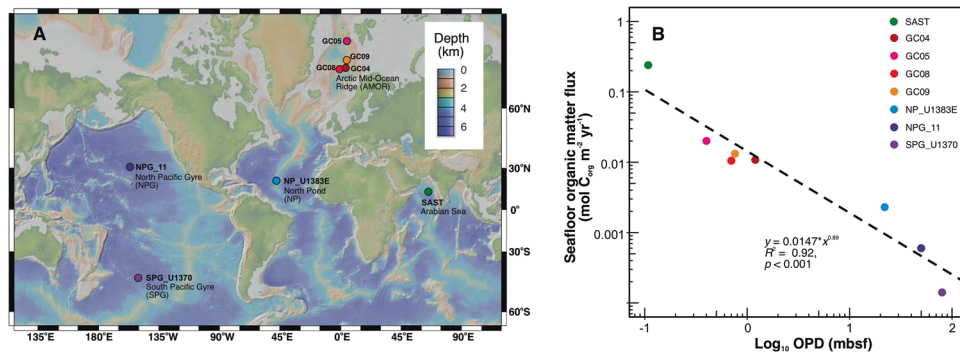 A
Depth
(km)
0
2
4
6
GC05
GC09
GC08
GC04
Arctic Mid-Ocean
Ridge (AMOR)
NPG_11
North Pacific Gyre
(NPG)
NP_U1383E
North Pond
(NP)
SAST
Arabian Sea
SPG_U1370
South Pacific Gyre
(SPG)
60°N
30°N
0°N
30°S
60°S
135°E 180°E 135°W 90°W 45°W 0°E 45°E 90°E
B
Seafloor organic matter flux
(mol C org m-2 yr-1)
1
0.1
0.01
0.001
SAST
GC04
GC05
GC08
GC09
NP_U1383E
NPG_11
SPG_U1370
y = 0.0147*x0.89
R2 = 0.92,
p < 0.001
-1 0 1 2
Log10 OPD (mbsf)